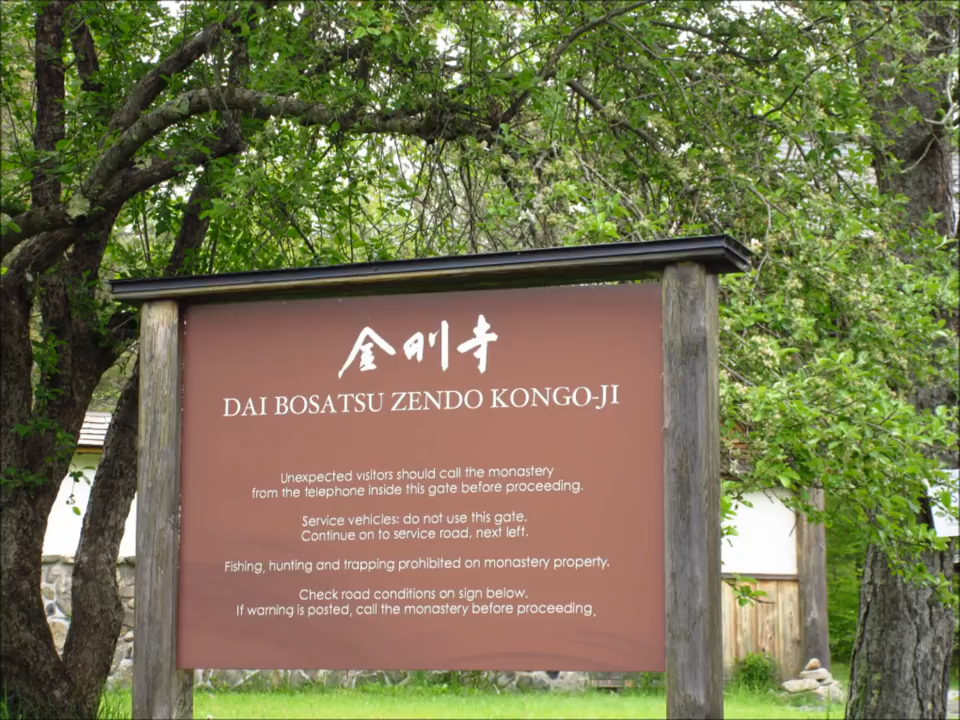 金剛寺
DAI BOSATSU ZENDO KONGO-JI
Unexpected visitors should call the monastery
from the telephone inside this gate before proceeding.
Service vehicles: do not use this gate.
Continue on to service road, next left.
Fishing, hunting and trapping prohibited on monastery property.
Check road conditions on sign below.
If warning is posted, call the monastery before proceeding.